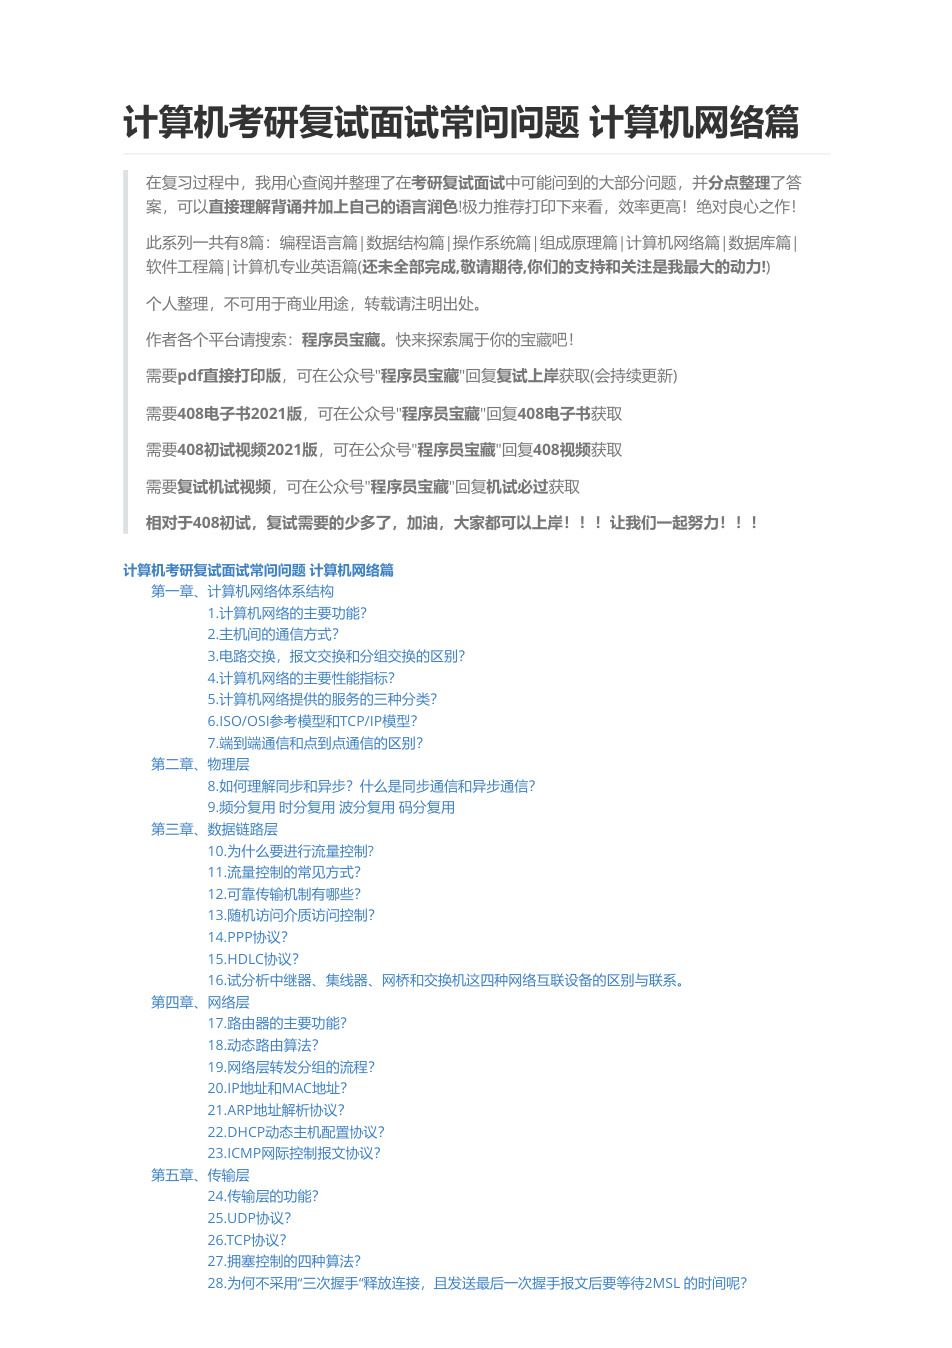 计算机考研复试面试常问问题 计算机网络篇
在复习过程中，我用心查阅并整理了在考研复试面试中可能问到的大部分问题，并分点整理了答
案，可以直接理解背诵并加上自己的语言润色!极力推荐打印下来看，效率更高！绝对良心之作！
此系列一共有8篇：编程语言篇|数据结构篇|操作系统篇|组成原理篇|计算机网络篇|数据库篇|
软件工程篇|计算机专业英语篇(还未全部完成,敬请期待,你们的支持和关注是我最大的动力!)
个人整理，不可用于商业用途，转载请注明出处。
作者各个平台请搜索：程序员宝藏。快来探索属于你的宝藏吧！
需要pdf直接打印版，可在公众号"程序员宝藏"回复复试上岸获取(会持续更新)
需要408电子书2021版，可在公众号"程序员宝藏"回复408电子书获取
需要408初试视频2021版，可在公众号"程序员宝藏"回复408视频获取
需要复试机试视频，可在公众号"程序员宝藏"回复机试必过获取
相对于408初试，复试需要的少多了，加油，大家都可以上岸！！！让我们一起努力！！！
计算机考研复试面试常问问题 计算机网络篇
第一章、计算机网络体系结构
1.计算机网络的主要功能？
2.主机间的通信方式？
3.电路交换，报文交换和分组交换的区别？
4.计算机网络的主要性能指标？
5.计算机网络提供的服务的三种分类？
6.ISO/OSI参考模型和TCP/IP模型？
7.端到端通信和点到点通信的区别？
第二章、物理层
8.如何理解同步和异步？什么是同步通信和异步通信？
9.频分复用 时分复用 波分复用 码分复用
第三章、数据链路层
10.为什么要进行流量控制?
11.流量控制的常见方式？
12.可靠传输机制有哪些？
13.随机访问介质访问控制？
14.PPP协议？
15.HDLC协议？
16.试分析中继器、集线器、网桥和交换机这四种网络互联设备的区别与联系。
第四章、网络层
17.路由器的主要功能？
18.动态路由算法？
19.网络层转发分组的流程？
20.IP地址和MAC地址？
21.ARP地址解析协议？
22.DHCP动态主机配置协议？
23.ICMP网际控制报文协议？
第五章、传输层
24.传输层的功能？
25.UDP协议？
26.TCP协议？
27.拥塞控制的四种算法？
28.为何不采用“三次握手“释放连接，且发送最后一次握手报文后要等待2MSL 的时间呢？